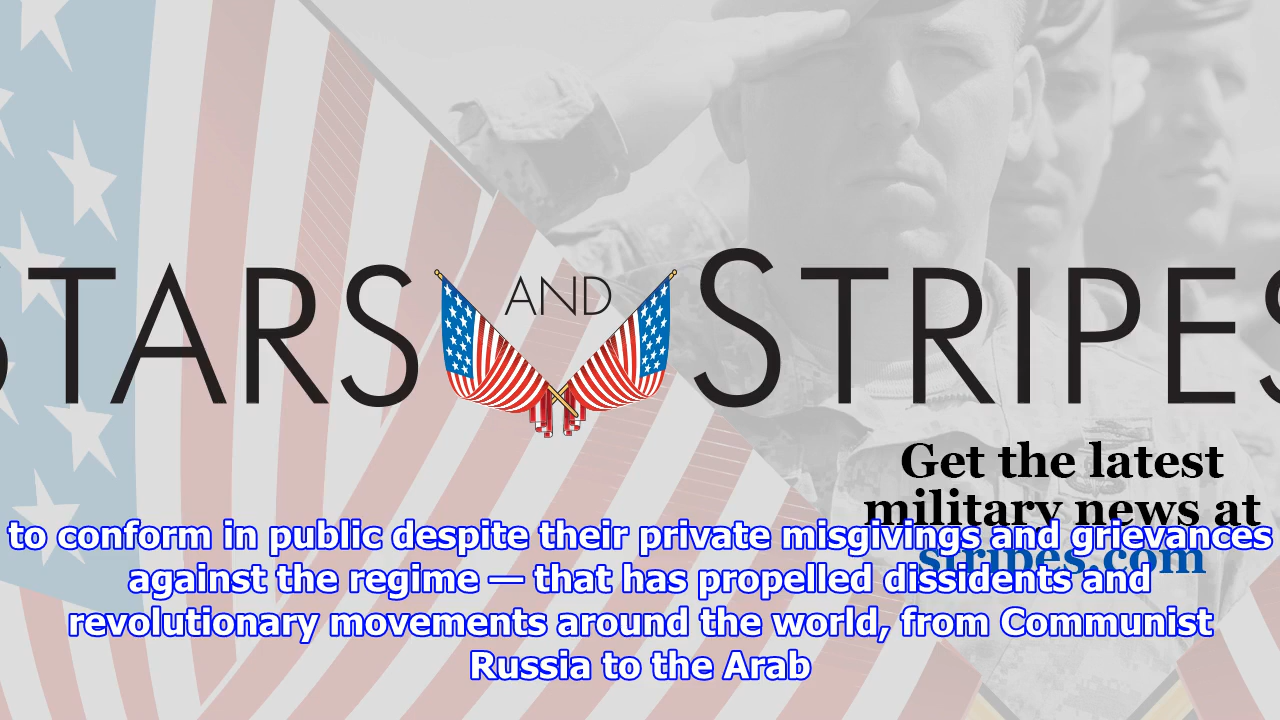 STARS AND STRIPES
Get the latest
military news at
stripes.com
to conform in public despite their private misgivings and grievances
against the regime — that has propelled dissidents and
revolutionary movements around the world, from Communist
Russia to the Arab